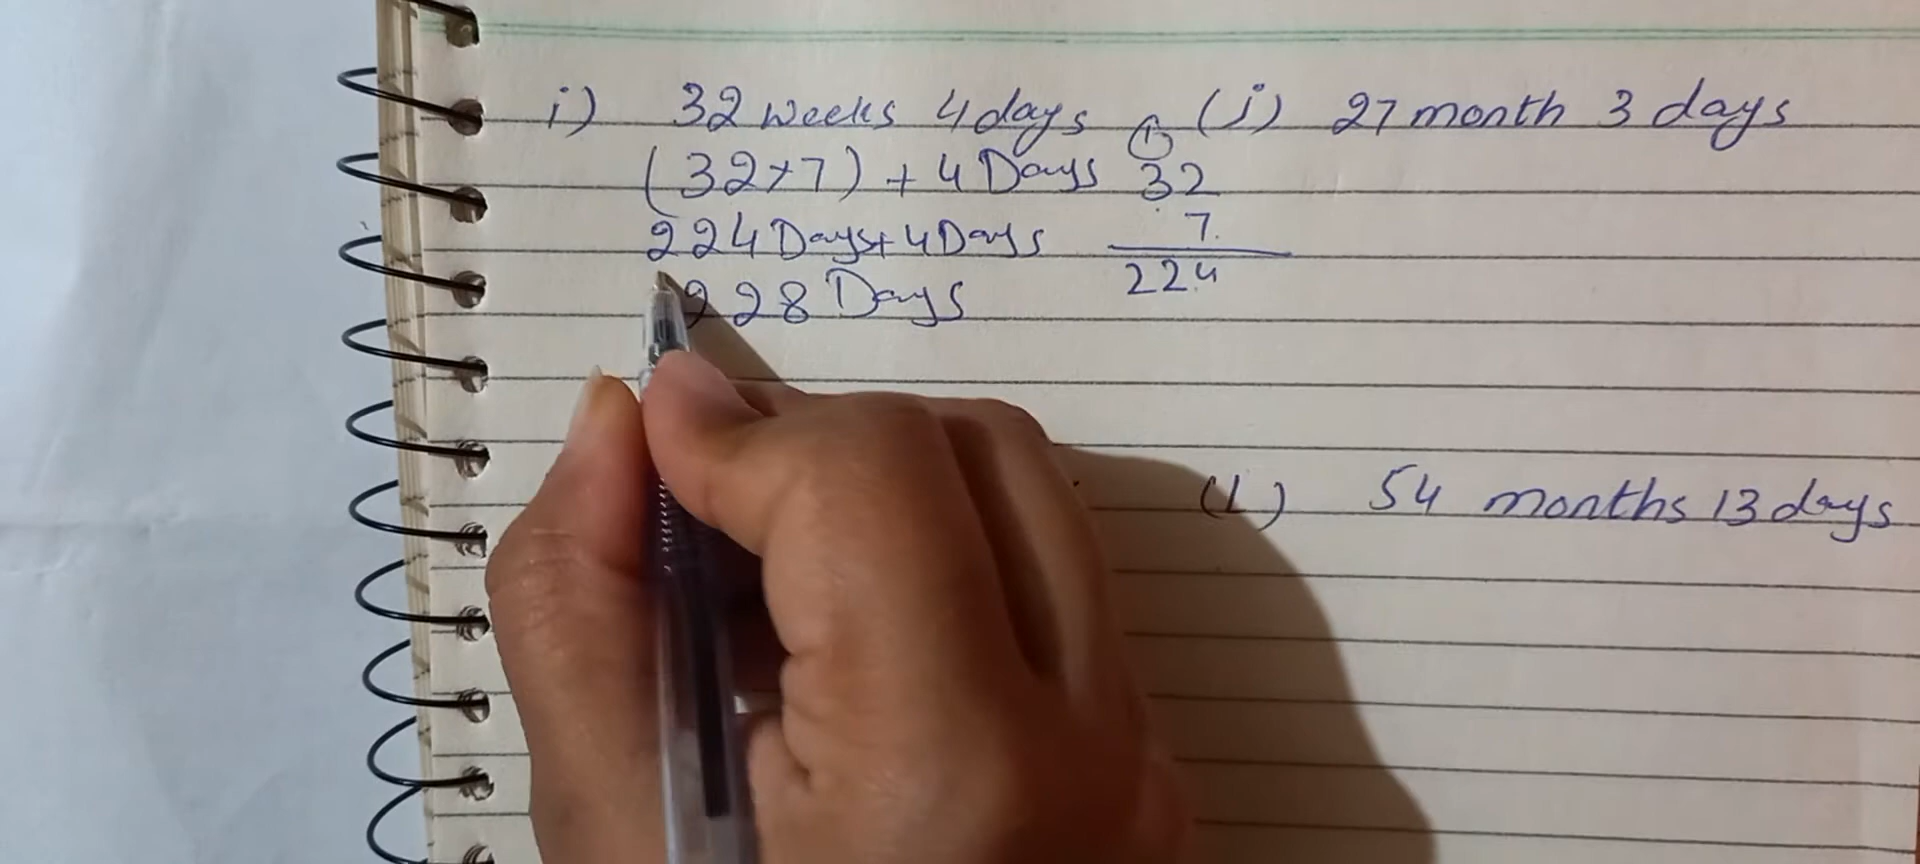 i) 32 weeks 4 days (j) 27 month 3 days
(32×7) + 4 Days
224 Days+ 4 Days
228 Days
1
32
7
224
(L) 54 months 13 days